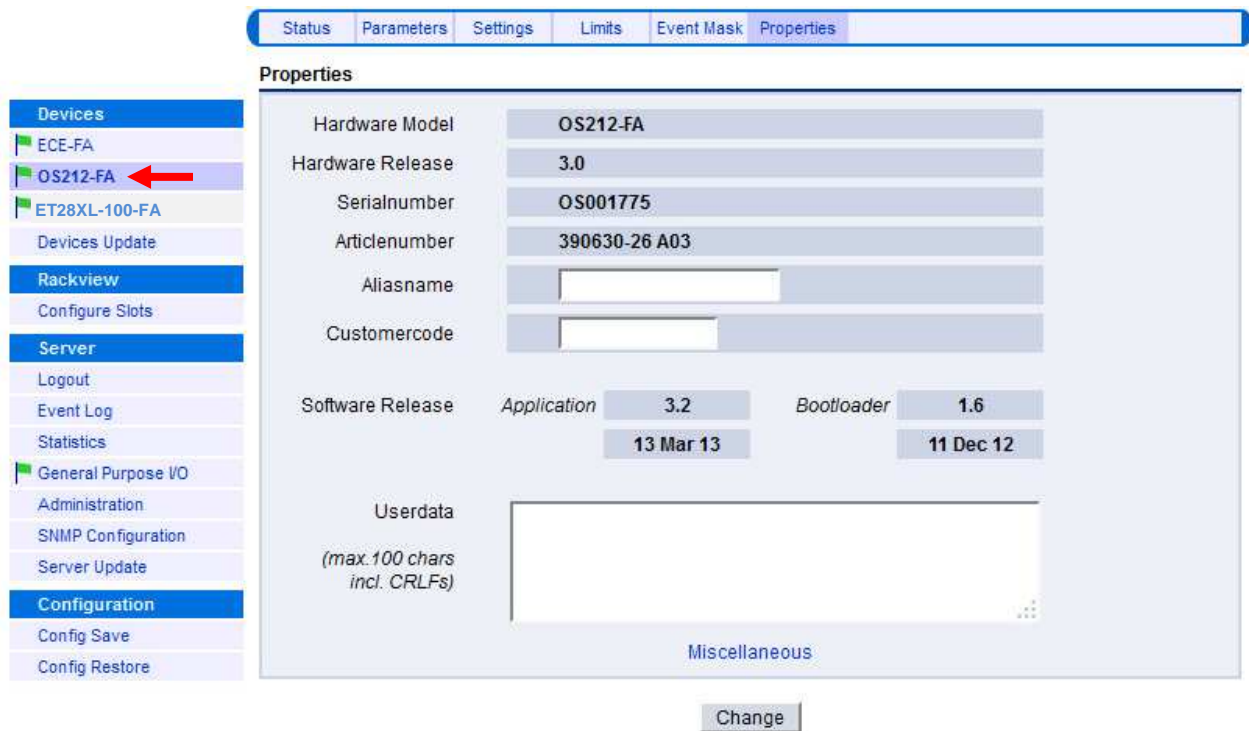 Status Parameters Settings Limits Event Mask Properties
Properties
Devices
ECE-FA
OS212-FA
ET28XL-100-FA
Devices Update
Rackview
Configure Slots
Server
Logout
Event Log
Statistics
General Purpose I/O
Administration
SNMP Configuration
Server Update
Configuration
Config Save
Config Restore
Hardware Model OS212-FA
Hardware Release 3.0
Serialnumber OS001775
Articlenumber 390630-26 A03
Aliasname
Customercode
Software Release Application 3.2 Bootloader 1.6
13 Mar 13 11 Dec 12
Userdata
(max.100 chars
incl. CRLFs)
Miscellaneous
Change